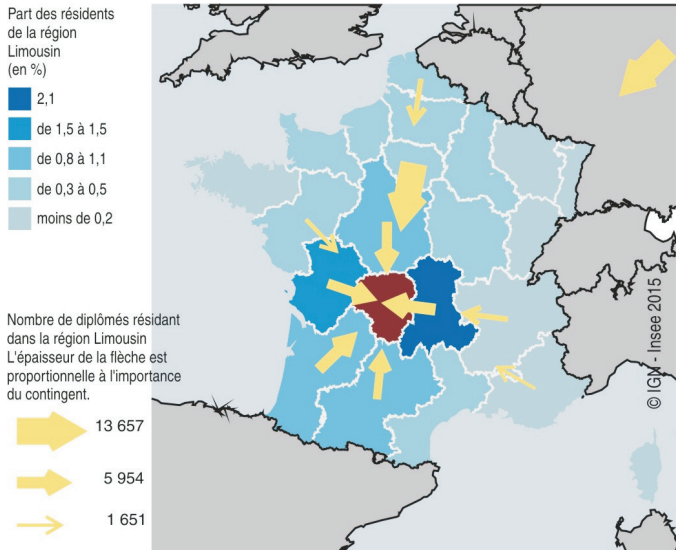 Part des résidents
de la région
Limousin
(en %)
2,1
de 1,5 à 1,5
de 0,8 à 1,1
de 0,3 à 0,5
moins de 0,2
Nombre de diplômés résidant
dans la région Limousin
L'épaisseur de la flèche est
proportionnelle à l'importance
du contingent.
13 657
5 954
1 651
© IGN - Insee 2015